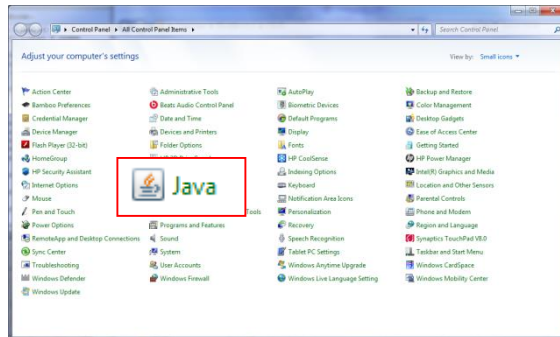 Control Panel ▸ All Control Panel Items ▸
Search Control Panel
Adjust your computer's settings
View by: Small icons
Action Center
Administrative Tools
AutoPlay
Backup and Restore
Bamboo Preferences
Beats Audio Control Panel
Biometric Devices
Color Management
Credential Manager
Date and Time
Default Programs
Desktop Gadgets
Device Manager
Devices and Printers
Display
Ease of Access Center
Flash Player (32-bit)
Folder Options
Fonts
Getting Started
HomeGroup
HP CoolSense
HP Power Manager
HP Security Assistant
Java
Indexing Options
Intel(R) Graphics and Media
Internet Options
Keyboard
Location and Other Sensors
Mouse
Notification Area Icons
Parental Controls
Pen and Touch
Tools
Personalization
Phone and Modem
Power Options
Programs and Features
Recovery
Region and Language
RemoteApp and Desktop Connections
Sound
Speech Recognition
Synaptics TouchPad V8.0
Sync Center
System
Tablet PC Settings
Taskbar and Start Menu
Troubleshooting
User Accounts
Windows Anytime Upgrade
Windows CardSpace
Windows Defender
Windows Firewall
Windows Live Language Setting
Windows Mobility Center
Windows Update